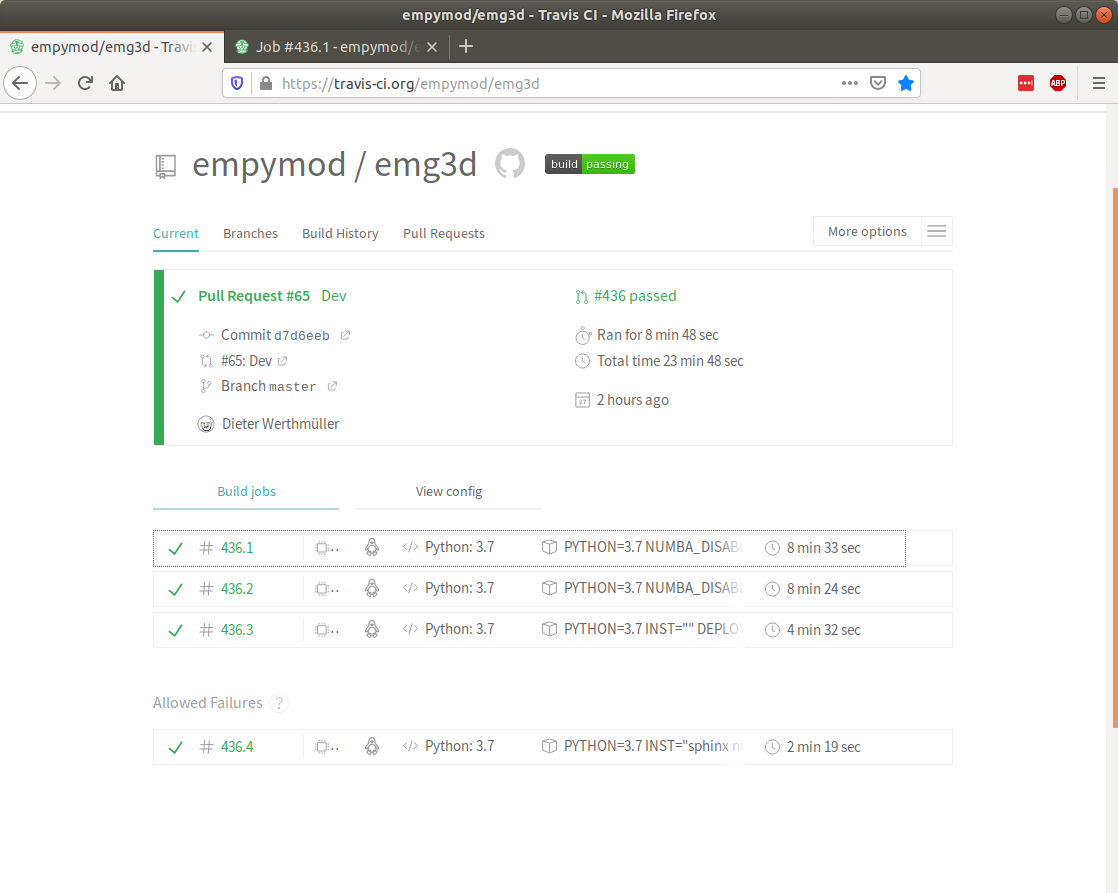 empymod/emg3d - Travis CI - Mozilla Firefox
empymod/emg3d - Travis
Job #436.1 - empymod/e
https://travis-ci.org/empymod/emg3d
ABP
empymod / emg3d
build passing
Current
Branches
Build History
Pull Requests
More options
Pull Request #65 Dev
#436 passed
Commit d7d6eeb
Ran for 8 min 48 sec
#65: Dev
Total time 23 min 48 sec
Branch master
27
2 hours ago
Dieter Werthmüller
Build jobs
View config
# 436.1 .. </> Python: 3.7 PYTHON=3.7 NUMBA_DISABL 8 min 33 sec
# 436.2 .. </> Python: 3.7 PYTHON=3.7 NUMBA_DISABL 8 min 24 sec
# 436.3 .. </> Python: 3.7 PYTHON=3.7 INST="" DEPLOY 4 min 32 sec
Allowed Failures ?
# 436.4 .. </> Python: 3.7 PYTHON=3.7 INST="sphinx n 2 min 19 sec